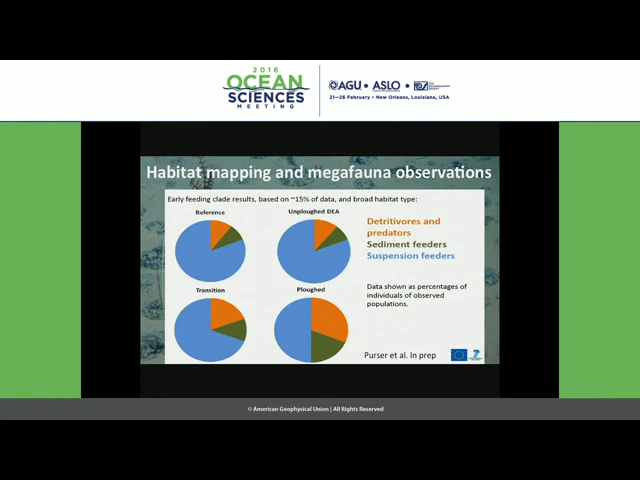 2016
OCEAN
SCIENCES
MEETING
AGU • ASLO •
21–26 February • New Orleans, Louisiana, USA
Habitat mapping and megafauna observations
Early feeding clade results, based on ~15% of data, and broad habitat type:
Reference
Unploughed DEA
Detritivores and
predators
Sediment feeders
Suspension feeders
Transition
Ploughed
Data shown as percentages of
individuals of observed
populations.
Purser et al. In prep
© American Geophysical Union | All Rights Reserved